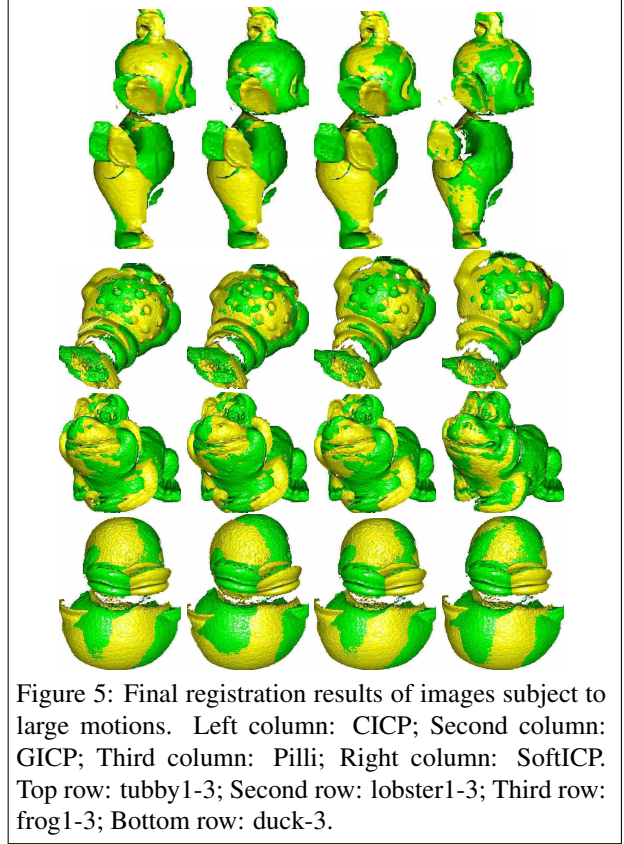 Figure 5: Final registration results of images subject to
large motions. Left column: CICP; Second column:
GICP; Third column: Pilli; Right column: SoftICP.
Top row: tubby1-3; Second row: lobster1-3; Third row:
frog1-3; Bottom row: duck-3.